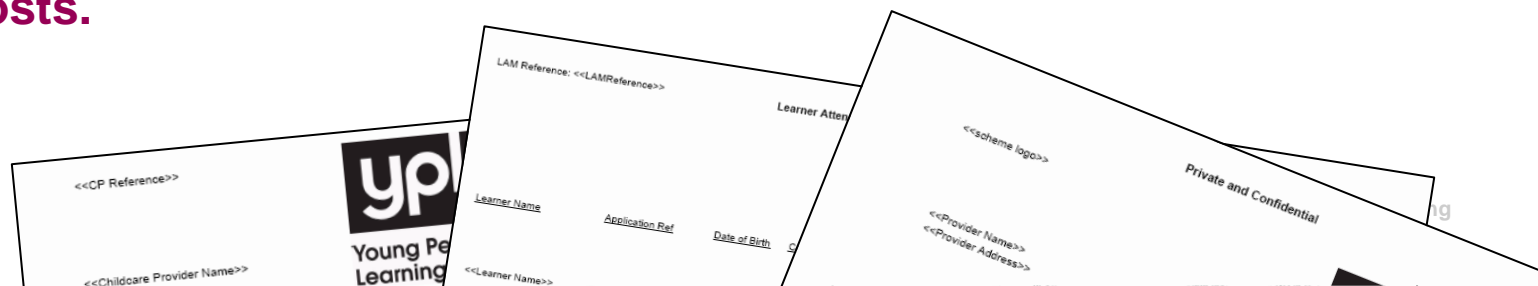 osts.
<<CP Reference>>
ypl
Young Pe
Learning
<<Childcare Provider Name>>
LAM Reference: <<LAMReference>>
Learner Atten
Learner Name
Application Ref
Date of Birth
<<Learner Name>>
<<scheme logo>>
Private and Confidential
<<Provider Name>>
<<Provider Address>>
ng